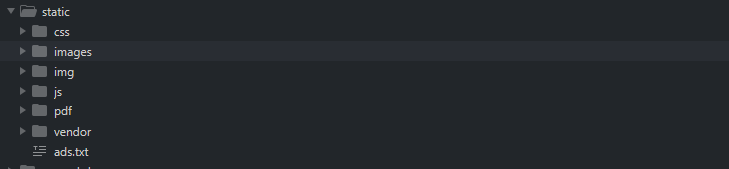 static
css
images
img
js
pdf
vendor
ads.txt